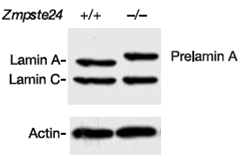 Zmpste24 +/+ −/−
Lamin A- Prelamin A
Lamin C-
Actin-